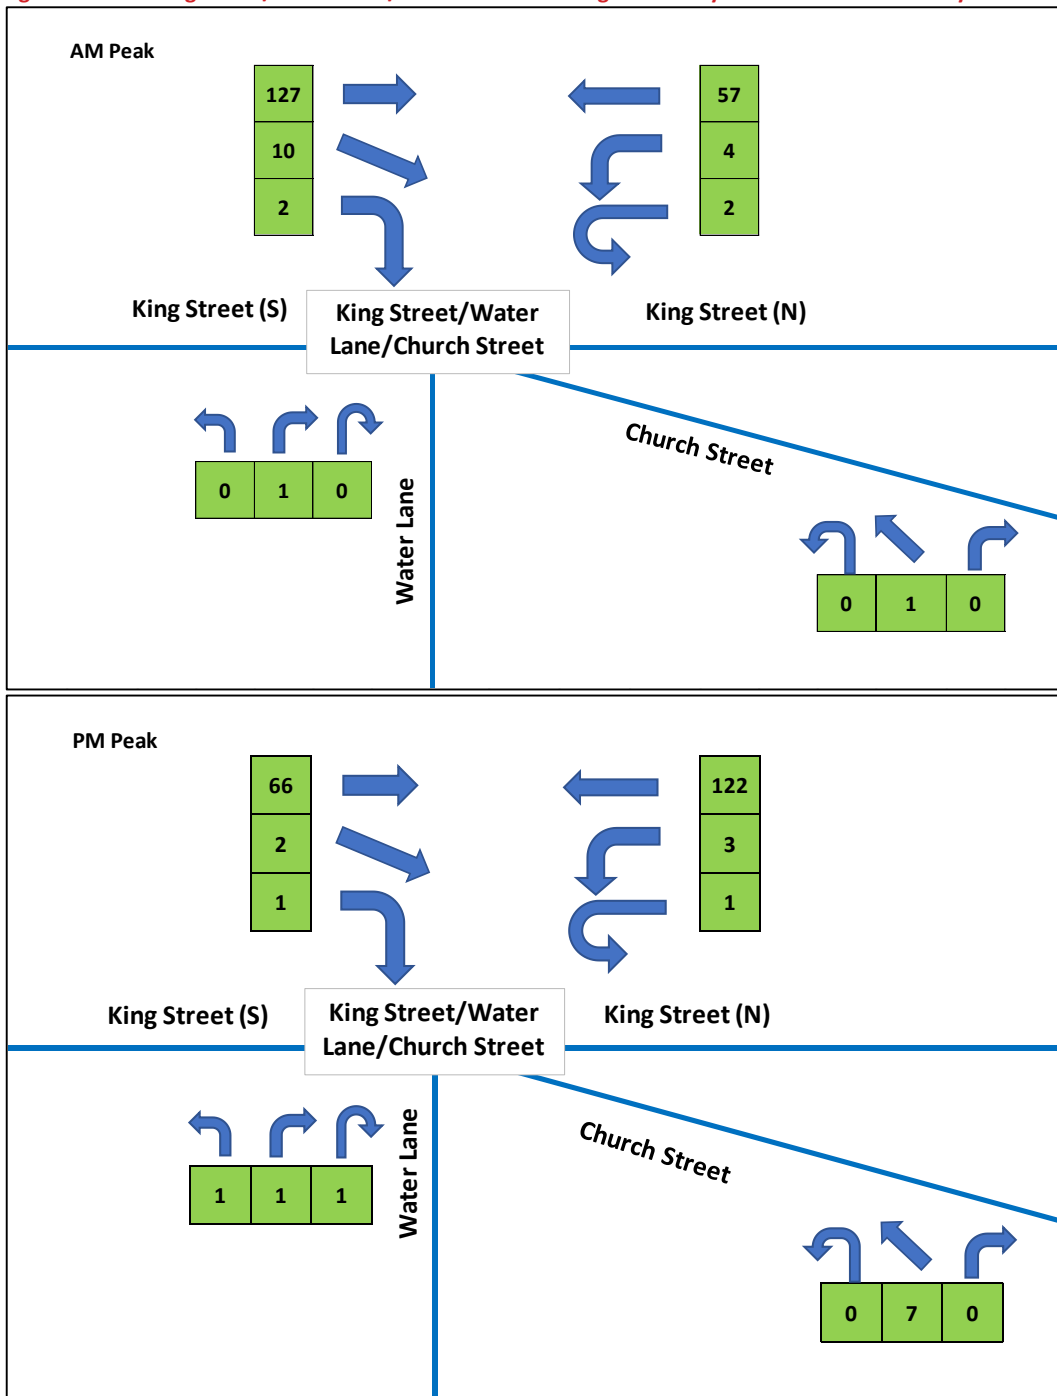 AM Peak
127
10
2
57
4
2
King Street (S)
King Street/Water
Lane/Church Street
King Street (N)
0 1 0
Water Lane
Church Street
0 1 0
PM Peak
66
2
1
122
3
1
King Street (S)
King Street/Water
Lane/Church Street
King Street (N)
1 1 1
Water Lane
Church Street
0 7 0